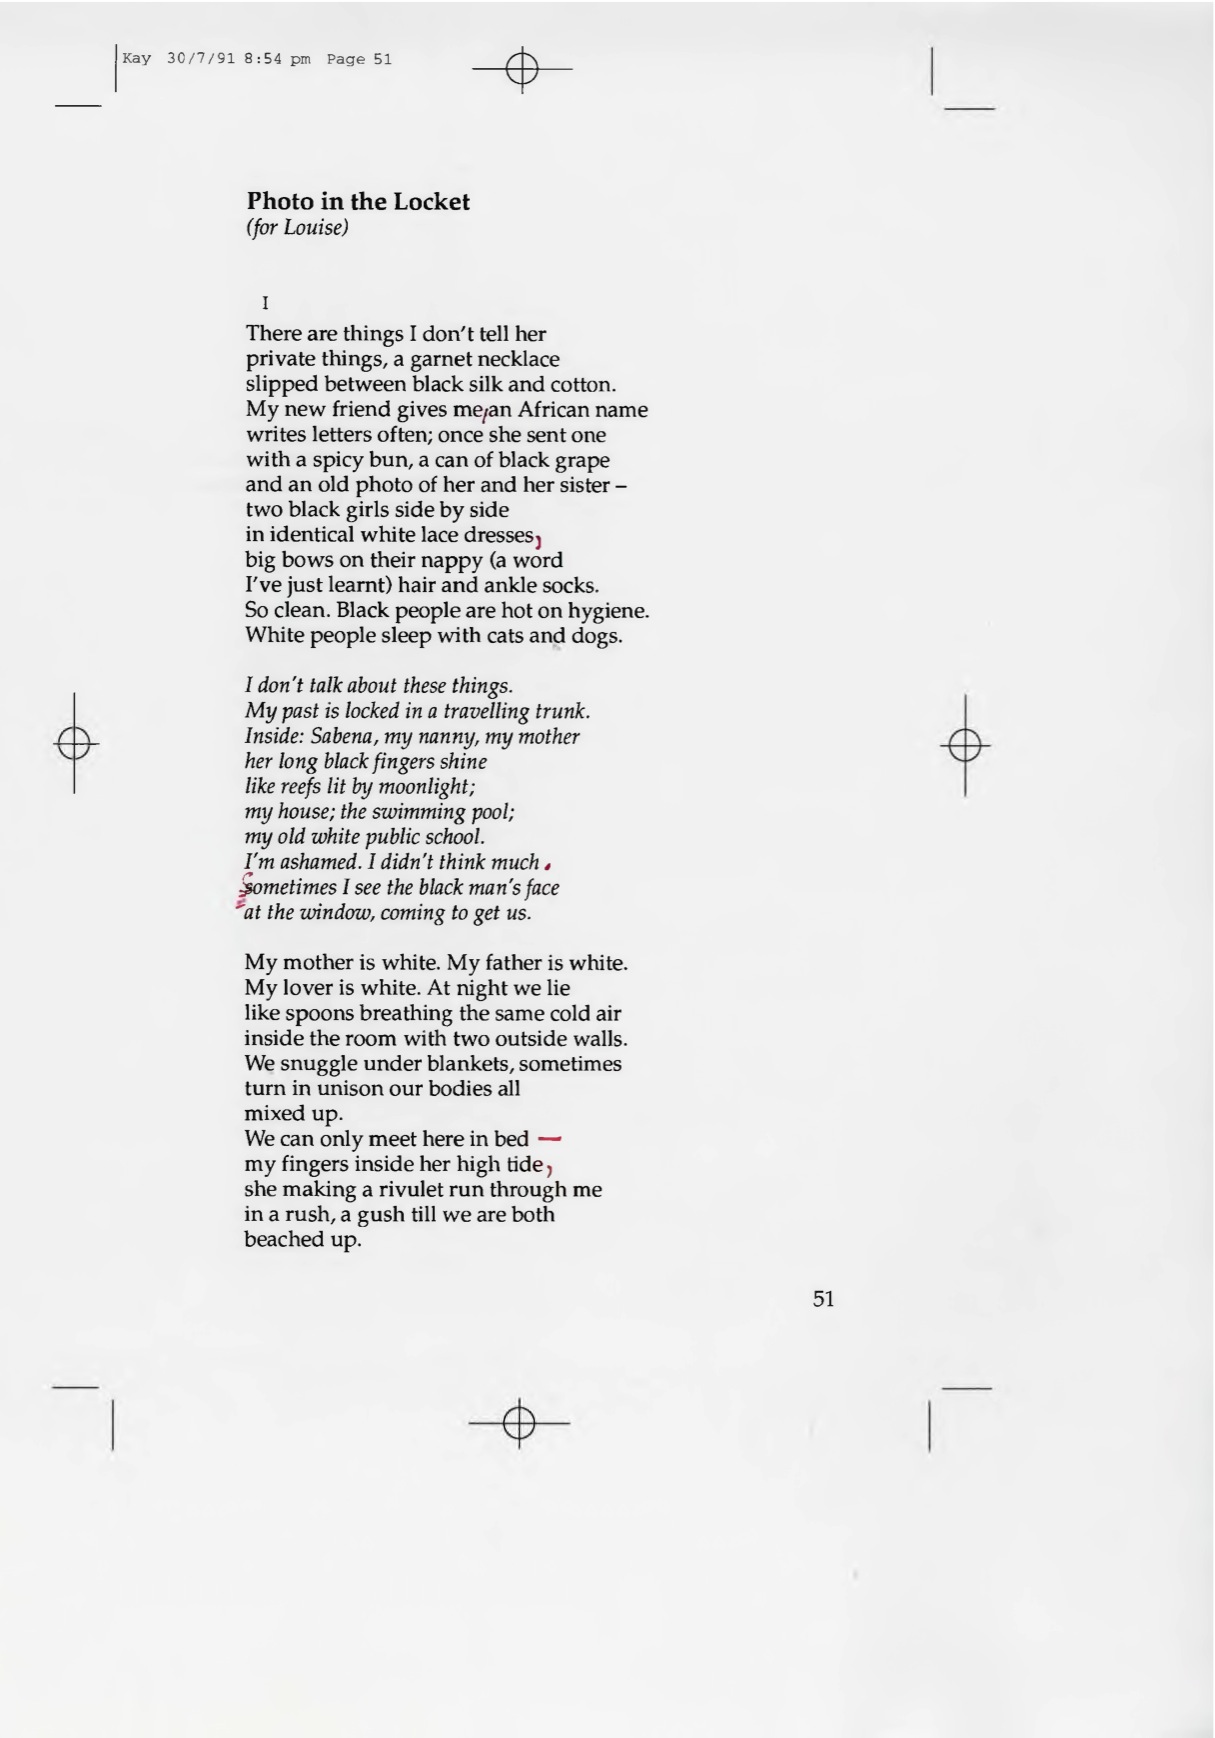 Kay 30/7/91 8:54 pm Page 51
Photo in the Locket
(for Louise)
I
There are things I don't tell her
private things, a garnet necklace
slipped between black silk and cotton.
My new friend gives me, an African name
writes letters often; once she sent one
with a spicy bun, a can of black grape
and an old photo of her and her sister –
two black girls side by side
in identical white lace dresses,
big bows on their nappy (a word
I've just learnt) hair and ankle socks.
So clean. Black people are hot on hygiene.
White people sleep with cats and dogs.
I don't talk about these things.
My past is locked in a travelling trunk.
Inside: Sabena, my nanny, my mother
her long black fingers shine
like reefs lit by moonlight;
my house; the swimming pool;
my old white public school.
I'm ashamed. I didn't think much.
Sometimes I see the black man's face
at the window, coming to get us.
My mother is white. My father is white.
My lover is white. At night we lie
like spoons breathing the same cold air
inside the room with two outside walls.
We snuggle under blankets, sometimes
turn in unison our bodies all
mixed up.
We can only meet here in bed —
my fingers inside her high tide,
she making a rivulet run through me
in a rush, a gush till we are both
beached up.
51